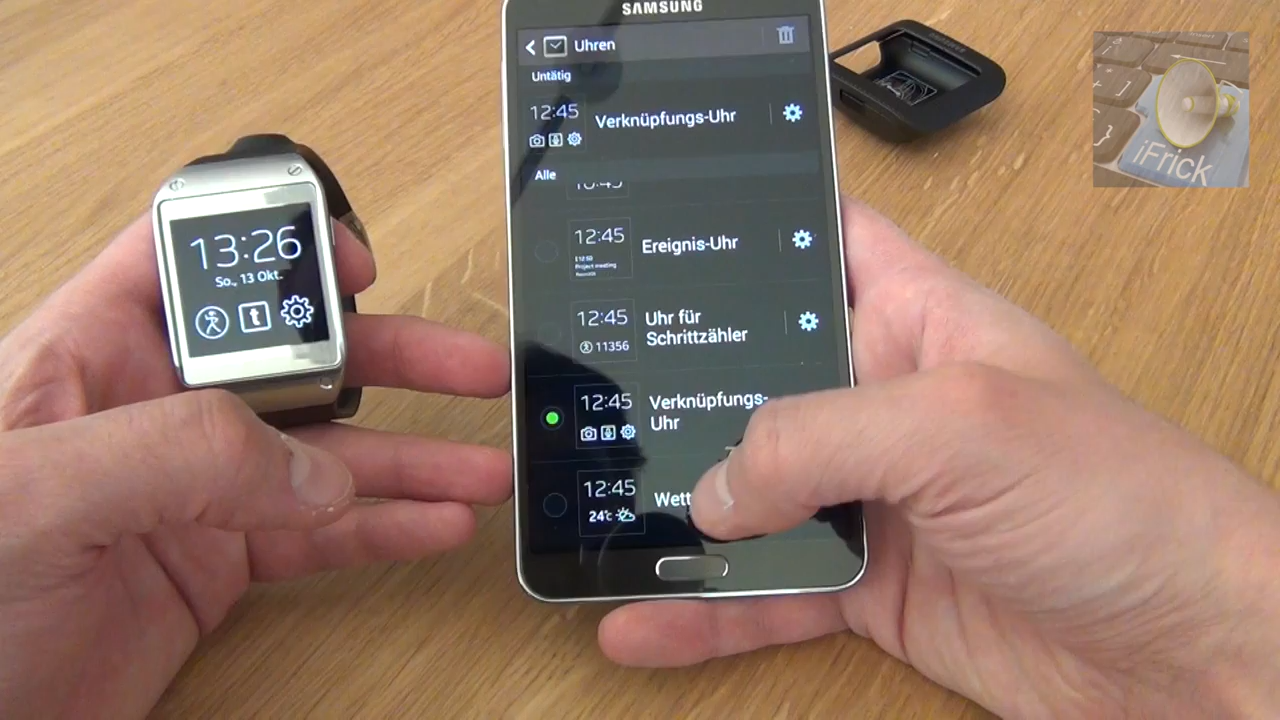 SAMSUNG
Uhren
Untätig
12:45
Verknüpfungs-Uhr
Alle
12:45
Ereignis-Uhr
12:45
Uhr für
Schrittzähler
11356
12:45
Verknüpfungs-
Uhr
12:45
Wett
24°c
13:26
So., 13 Okt.
t
iFrick